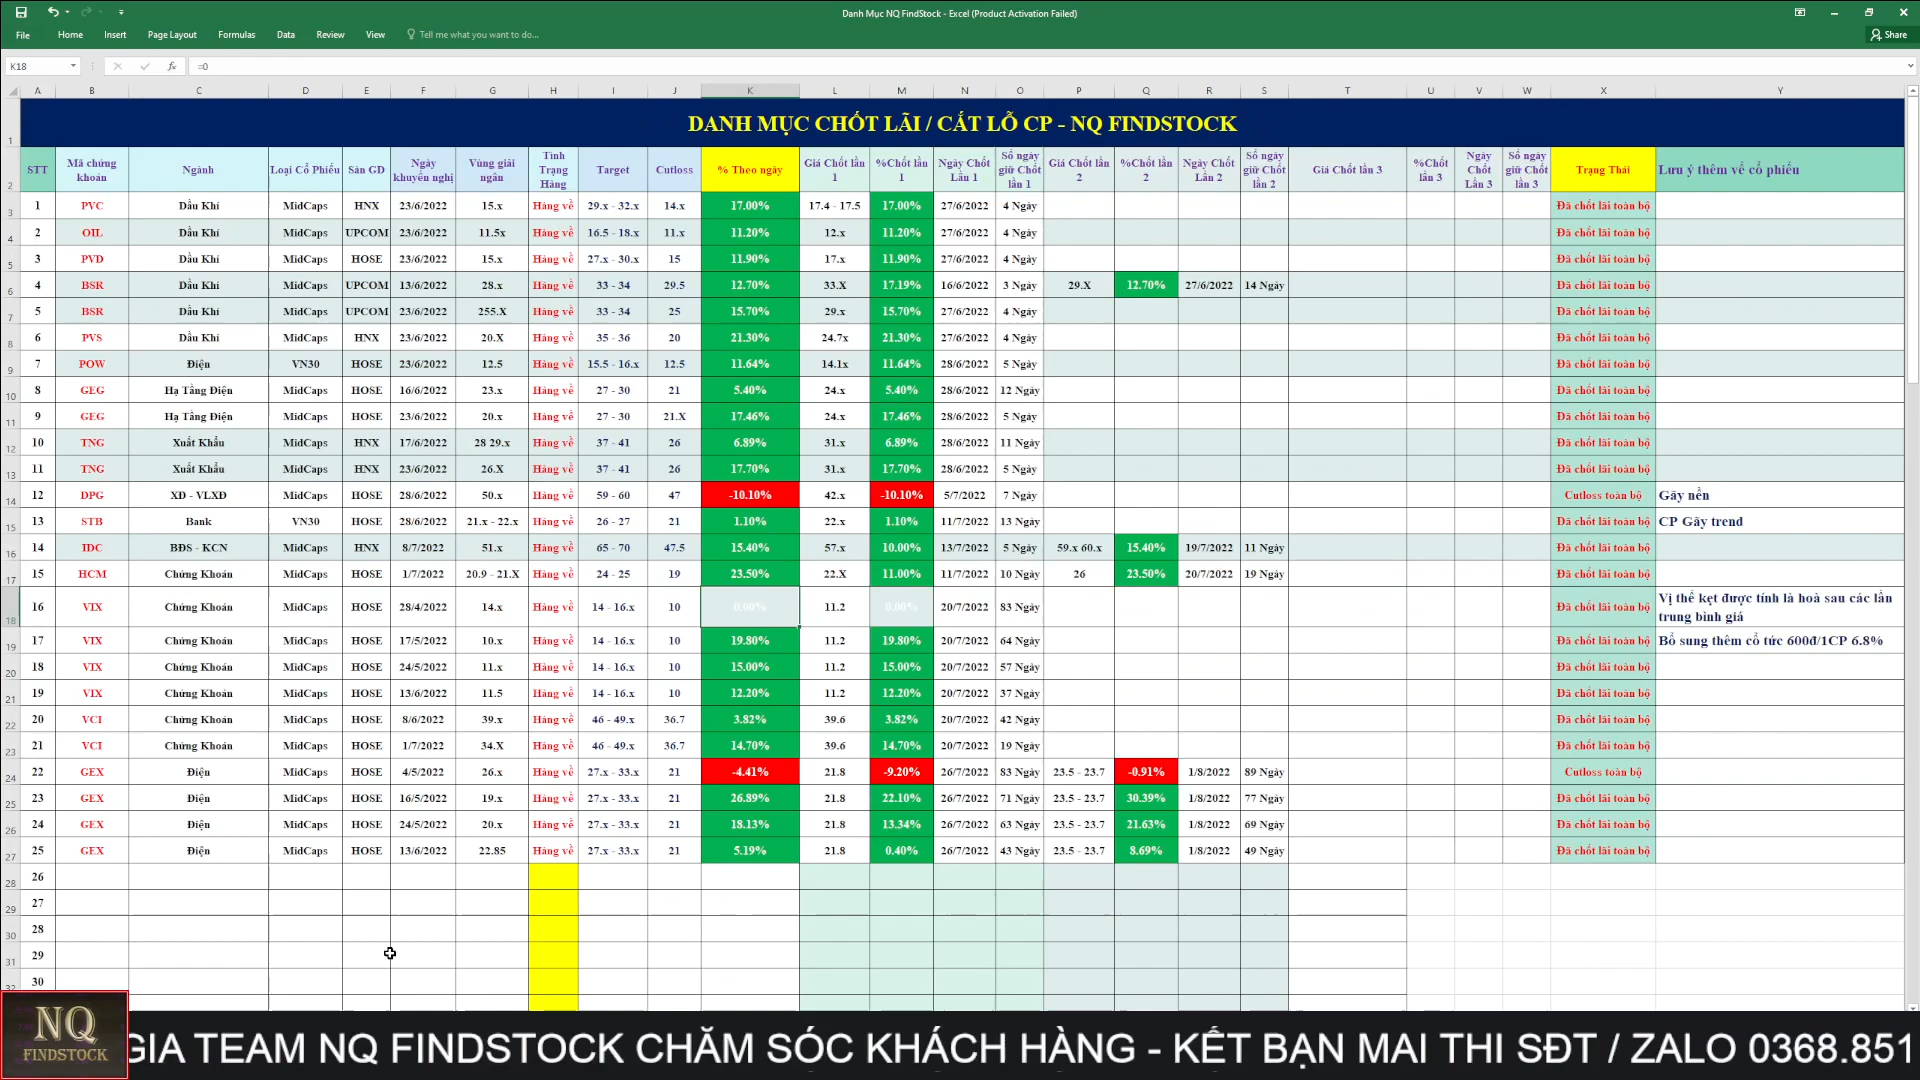 Danh Mục NQ FindStock - Excel (Product Activation Failed)
File Home Insert Page Layout Formulas Data Review View Tell me what you want to do... Share
K18 fx =0
A B C D E F G H I J K L M N O P Q R S T U V W X Y
1 DANH MỤC CHỐT LÃI / CẮT LỖ CP - NQ FINDSTOCK
2 STT Mã chứng khoán Ngành Loại Cổ Phiếu Sàn GD Ngày khuyến nghị Vùng giải ngân Tình Trạng Hàng Target Cutloss % Theo ngày Giá Chốt lần 1 %Chốt lần 1 Ngày Chốt Lần 1 Số ngày giữ Chốt lần 1 Giá Chốt lần 2 %Chốt lần 2 Ngày Chốt Lần 2 Số ngày giữ Chốt lần 2 Giá Chốt lần 3 %Chốt lần 3 Ngày Chốt Lần 3 Số ngày giữ Chốt lần 3 Trạng Thái Lưu ý thêm về cổ phiếu
3 1 PVC Dầu Khí MidCaps HNX 23/6/2022 15.x Hàng về 29.x - 32.x 14.x 17.00% 17.4 - 17.5 17.00% 27/6/2022 4 Ngày Đã chốt lãi toàn bộ
4 2 OIL Dầu Khí MidCaps UPCOM 23/6/2022 11.5x Hàng về 16.5 - 18.x 11.x 11.20% 12.x 11.20% 27/6/2022 4 Ngày Đã chốt lãi toàn bộ
5 3 PVD Dầu Khí MidCaps HOSE 23/6/2022 15.x Hàng về 27.x - 30.x 15 11.90% 17.x 11.90% 27/6/2022 4 Ngày Đã chốt lãi toàn bộ
6 4 BSR Dầu Khí MidCaps UPCOM 13/6/2022 28.x Hàng về 33 - 34 29.5 12.70% 33.X 17.19% 16/6/2022 3 Ngày 29.X 12.70% 27/6/2022 14 Ngày Đã chốt lãi toàn bộ
7 5 BSR Dầu Khí MidCaps UPCOM 23/6/2022 255.X Hàng về 33 - 34 25 15.70% 29.x 15.70% 27/6/2022 4 Ngày Đã chốt lãi toàn bộ
8 6 PVS Dầu Khí MidCaps HNX 23/6/2022 20.X Hàng về 35 - 36 20 21.30% 24.7x 21.30% 27/6/2022 4 Ngày Đã chốt lãi toàn bộ
9 7 POW Điện VN30 HOSE 23/6/2022 12.5 Hàng về 15.5 - 16.x 12.5 11.64% 14.1x 11.64% 28/6/2022 5 Ngày Đã chốt lãi toàn bộ
10 8 GEG Hạ Tầng Điện MidCaps HOSE 16/6/2022 23.x Hàng về 27 - 30 21 5.40% 24.x 5.40% 28/6/2022 12 Ngày Đã chốt lãi toàn bộ
11 9 GEG Hạ Tầng Điện MidCaps HOSE 23/6/2022 20.x Hàng về 27 - 30 21.X 17.46% 24.x 17.46% 28/6/2022 5 Ngày Đã chốt lãi toàn bộ
12 10 TNG Xuất Khẩu MidCaps HNX 17/6/2022 28 29.x Hàng về 37 - 41 26 6.89% 31.x 6.89% 28/6/2022 11 Ngày Đã chốt lãi toàn bộ
13 11 TNG Xuất Khẩu MidCaps HNX 23/6/2022 26.X Hàng về 37 - 41 26 17.70% 31.x 17.70% 28/6/2022 5 Ngày Đã chốt lãi toàn bộ
14 12 DPG XD - VLXD MidCaps HOSE 28/6/2022 50.x Hàng về 59 - 60 47 -10.10% 42.x -10.10% 5/7/2022 7 Ngày Cutloss toàn bộ Gãy nền
15 13 STB Bank VN30 HOSE 28/6/2022 21.x - 22.x Hàng về 26 - 27 21 1.10% 22.x 1.10% 11/7/2022 13 Ngày Đã chốt lãi toàn bộ CP Gãy trend
16 14 IDC BĐS - KCN MidCaps HNX 8/7/2022 51.x Hàng về 65 - 70 47.5 15.40% 57.x 10.00% 13/7/2022 5 Ngày 59.x 60.x 15.40% 19/7/2022 11 Ngày Đã chốt lãi toàn bộ
17 15 HCM Chứng Khoán MidCaps HOSE 1/7/2022 20.9 - 21.X Hàng về 24 - 25 19 23.50% 22.X 11.00% 11/7/2022 10 Ngày 26 23.50% 20/7/2022 19 Ngày Đã chốt lãi toàn bộ
18 16 VIX Chứng Khoán MidCaps HOSE 28/4/2022 14.x Hàng về 14 - 16.x 10 0.00% 11.2 0.00% 20/7/2022 83 Ngày Đã chốt lãi toàn bộ Vị thế kẹt được tính là hoà sau các lần trung bình giá
19 17 VIX Chứng Khoán MidCaps HOSE 17/5/2022 10.x Hàng về 14 - 16.x 10 19.80% 11.2 19.80% 20/7/2022 64 Ngày Đã chốt lãi toàn bộ Bổ sung thêm cổ tức 600đ/1CP 6.8%
20 18 VIX Chứng Khoán MidCaps HOSE 24/5/2022 11.x Hàng về 14 - 16.x 10 15.00% 11.2 15.00% 20/7/2022 57 Ngày Đã chốt lãi toàn bộ
21 19 VIX Chứng Khoán MidCaps HOSE 13/6/2022 11.5 Hàng về 14 - 16.x 10 12.20% 11.2 12.20% 20/7/2022 37 Ngày Đã chốt lãi toàn bộ
22 20 VCI Chứng Khoán MidCaps HOSE 8/6/2022 39.x Hàng về 46 - 49.x 36.7 3.82% 39.6 3.82% 20/7/2022 42 Ngày Đã chốt lãi toàn bộ
23 21 VCI Chứng Khoán MidCaps HOSE 1/7/2022 34.X Hàng về 46 - 49.x 36.7 14.70% 39.6 14.70% 20/7/2022 19 Ngày Đã chốt lãi toàn bộ
24 22 GEX Điện MidCaps HOSE 4/5/2022 26.x Hàng về 27.x - 33.x 21 -4.41% 21.8 -9.20% 26/7/2022 83 Ngày 23.5 - 23.7 -0.91% 1/8/2022 89 Ngày Cutloss toàn bộ
25 23 GEX Điện MidCaps HOSE 16/5/2022 19.x Hàng về 27.x - 33.x 21 26.89% 21.8 22.10% 26/7/2022 71 Ngày 23.5 - 23.7 30.39% 1/8/2022 77 Ngày Đã chốt lãi toàn bộ
26 24 GEX Điện MidCaps HOSE 24/5/2022 20.x Hàng về 27.x - 33.x 21 18.13% 21.8 13.34% 26/7/2022 63 Ngày 23.5 - 23.7 21.63% 1/8/2022 69 Ngày Đã chốt lãi toàn bộ
27 25 GEX Điện MidCaps HOSE 13/6/2022 22.85 Hàng về 27.x - 33.x 21 5.19% 21.8 0.40% 26/7/2022 43 Ngày 23.5 - 23.7 8.69% 1/8/2022 49 Ngày Đã chốt lãi toàn bộ
28 26
29 27
30 28
31 29
32 30
NQ FINDSTOCK
GIA TEAM NQ FINDSTOCK CHĂM SÓC KHÁCH HÀNG - KẾT BẠN MAI THI SĐT / ZALO 0368.851